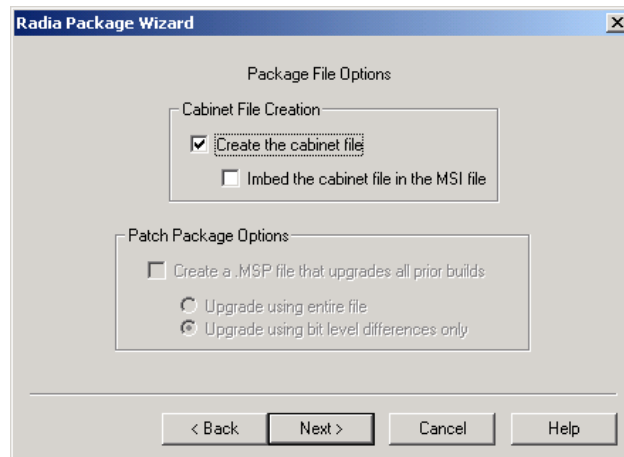 Radia Package Wizard
Package File Options
Cabinet File Creation
Create the cabinet file
Imbed the cabinet file in the MSI file
Patch Package Options
Create a .MSP file that upgrades all prior builds
Upgrade using entire file
Upgrade using bit level differences only
< Back Next > Cancel Help